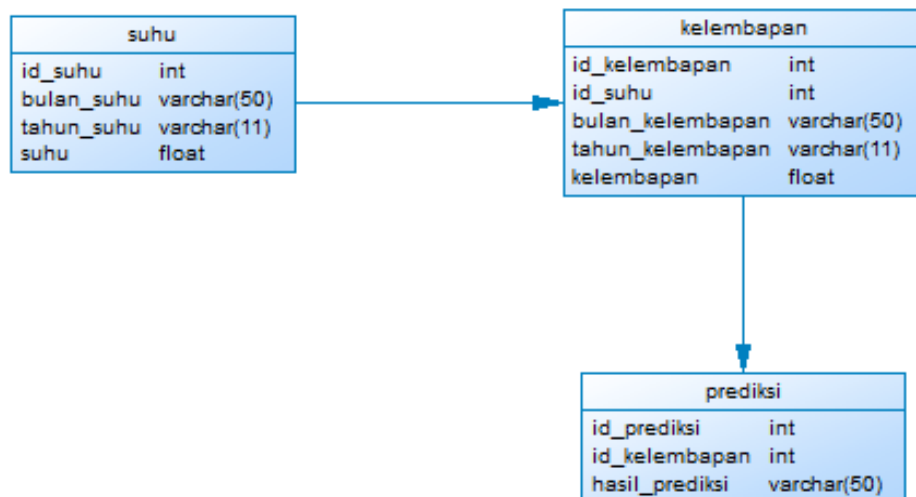 suhu
id_suhu int
bulan_suhu varchar(50)
tahun_suhu varchar(11)
suhu float
kelembapan
id_kelembapan int
id_suhu int
bulan_kelembapan varchar(50)
tahun_kelembapan varchar(11)
kelembapan float
prediksi
id_prediksi int
id_kelembapan int
hasil_prediksi varchar(50)